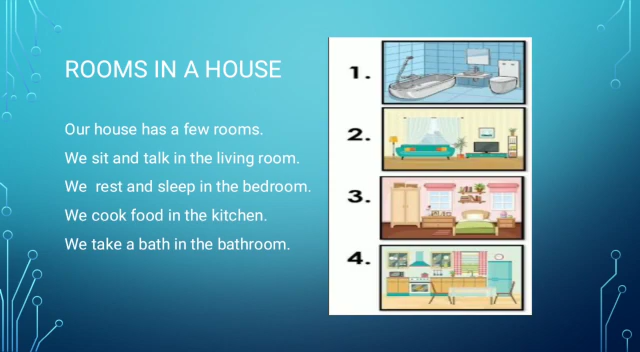 ROOMS IN A HOUSE
Our house has a few rooms.
We sit and talk in the living room.
We  rest and sleep in the bedroom.
We cook food in the kitchen.
We take a bath in the bathroom.
1.
2.
3.
4.